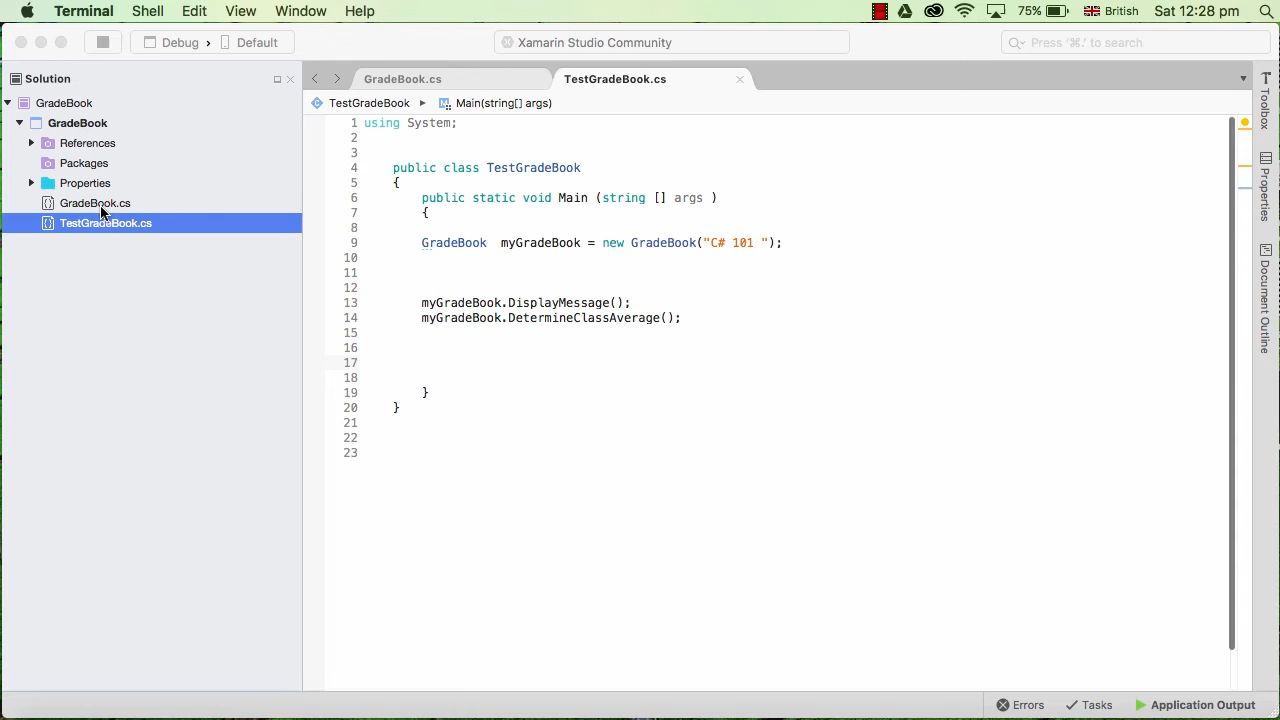 Terminal Shell Edit View Window Help 75% British Sat 12:28 pm
Debug › Default Xamarin Studio Community Press '⌘.' to search
Solution GradeBook.cs TestGradeBook.cs
GradeBook TestGradeBook Main(string[] args)
GradeBook
References
Packages
Properties
GradeBook.cs
TestGradeBook.cs
1 using System;
2
3
4 public class TestGradeBook
5 {
6 public static void Main (string [] args )
7 {
8
9 GradeBook myGradeBook = new GradeBook("C# 101 ");
10
11
12
13 myGradeBook.DisplayMessage();
14 myGradeBook.DetermineClassAverage();
15
16
17
18
19 }
20 }
21
22
23
Toolbox
Properties
Document Outline
Errors Tasks Application Output